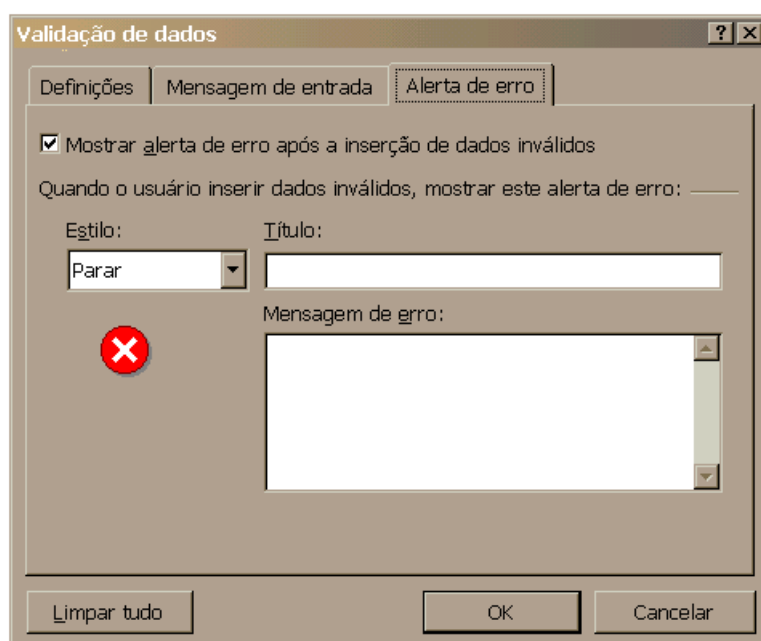 Validação de dados
Definições Mensagem de entrada Alerta de erro
Mostrar alerta de erro após a inserção de dados inválidos
Quando o usuário inserir dados inválidos, mostrar este alerta de erro:
Estilo: Título:
Parar
Mensagem de erro:
Limpar tudo OK Cancelar